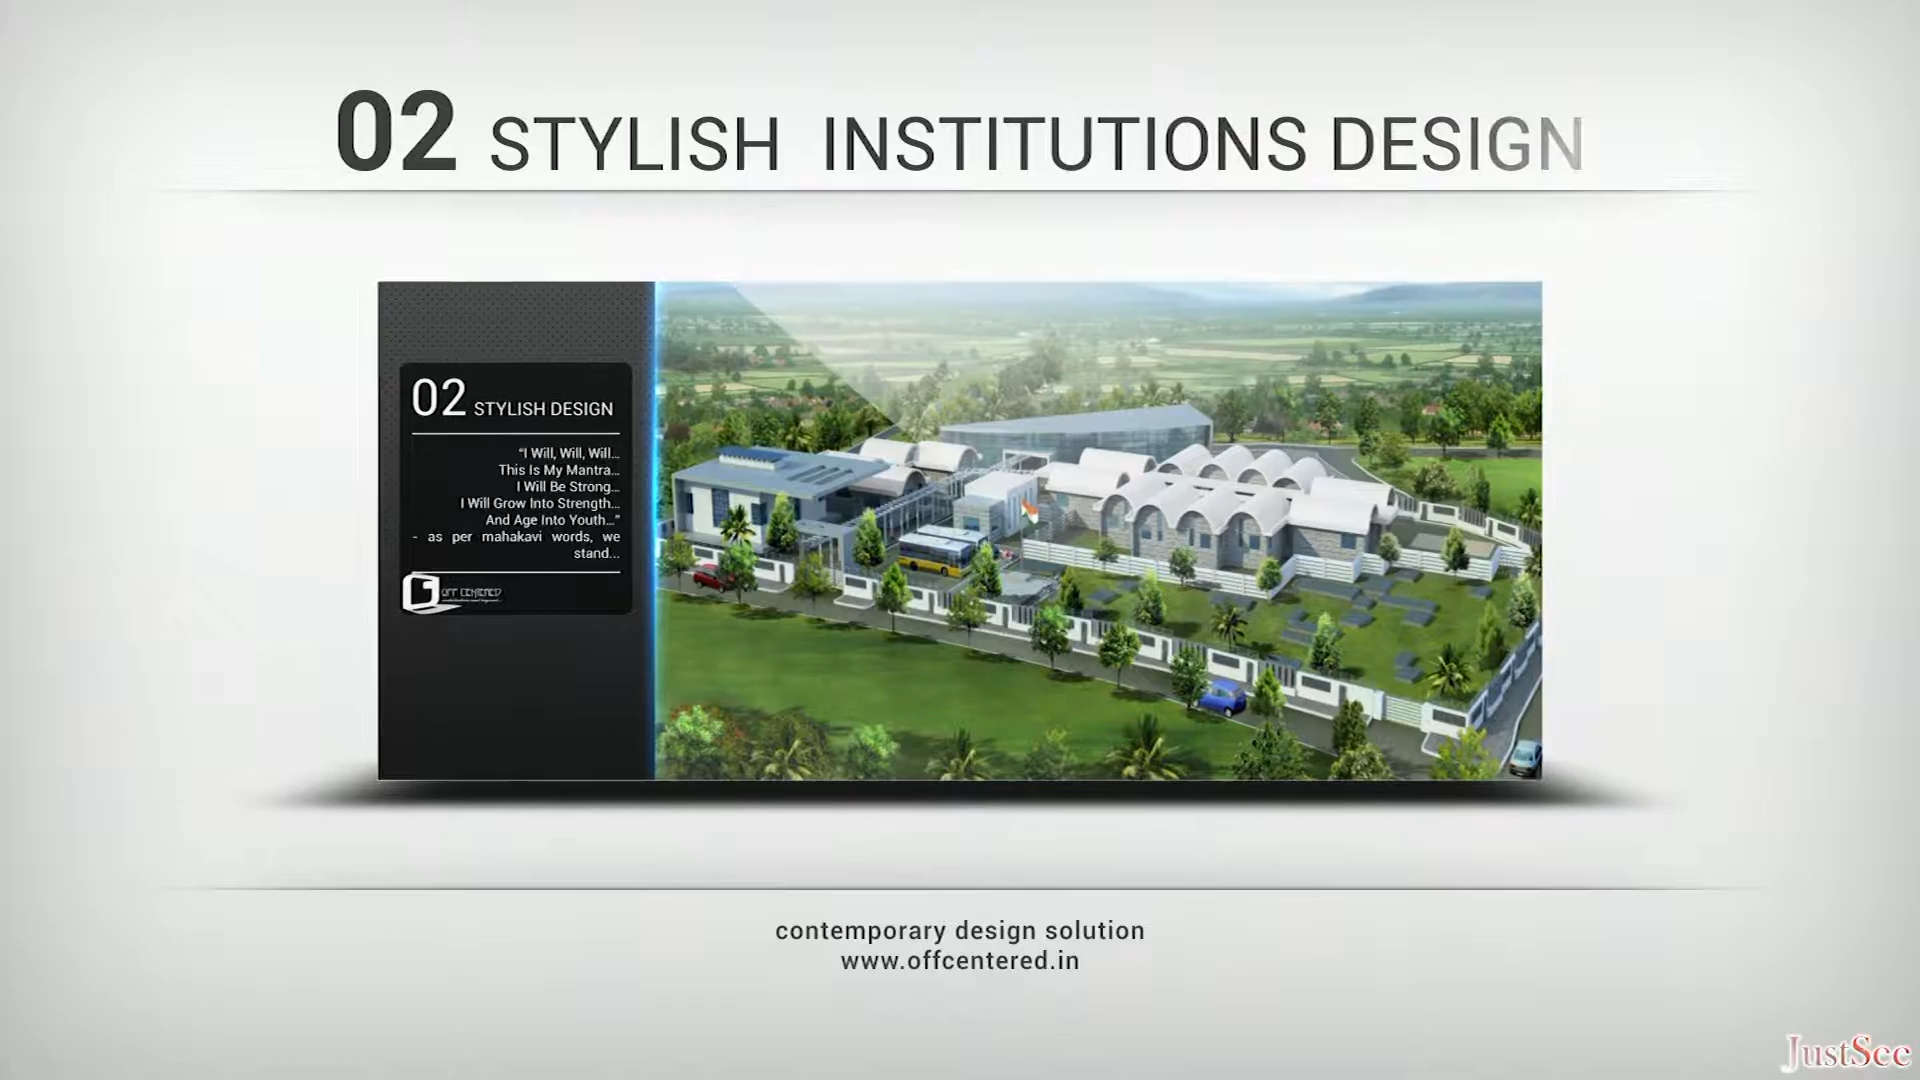 02 STYLISH INSTITUTIONS DESIGN
02 STYLISH DESIGN
"I Will, Will, Will...
This Is My Mantra...
I Will Be Strong...
I Will Grow Into Strength...
And Age Into Youth..."
- as per mahakavi words, we
stand...
OFF CENTERED
contemporary design solution
www.offcentered.in
JustSee